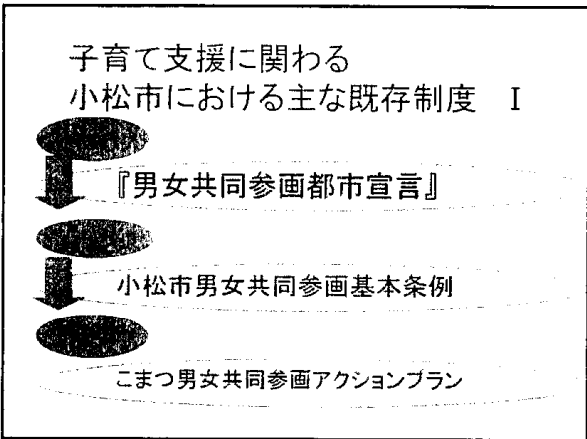 子育て支援に関わる
小松市における主な既存制度　Ⅰ
『男女共同参画都市宣言』
小松市男女共同参画基本条例
こまつ男女共同参画アクションプラン